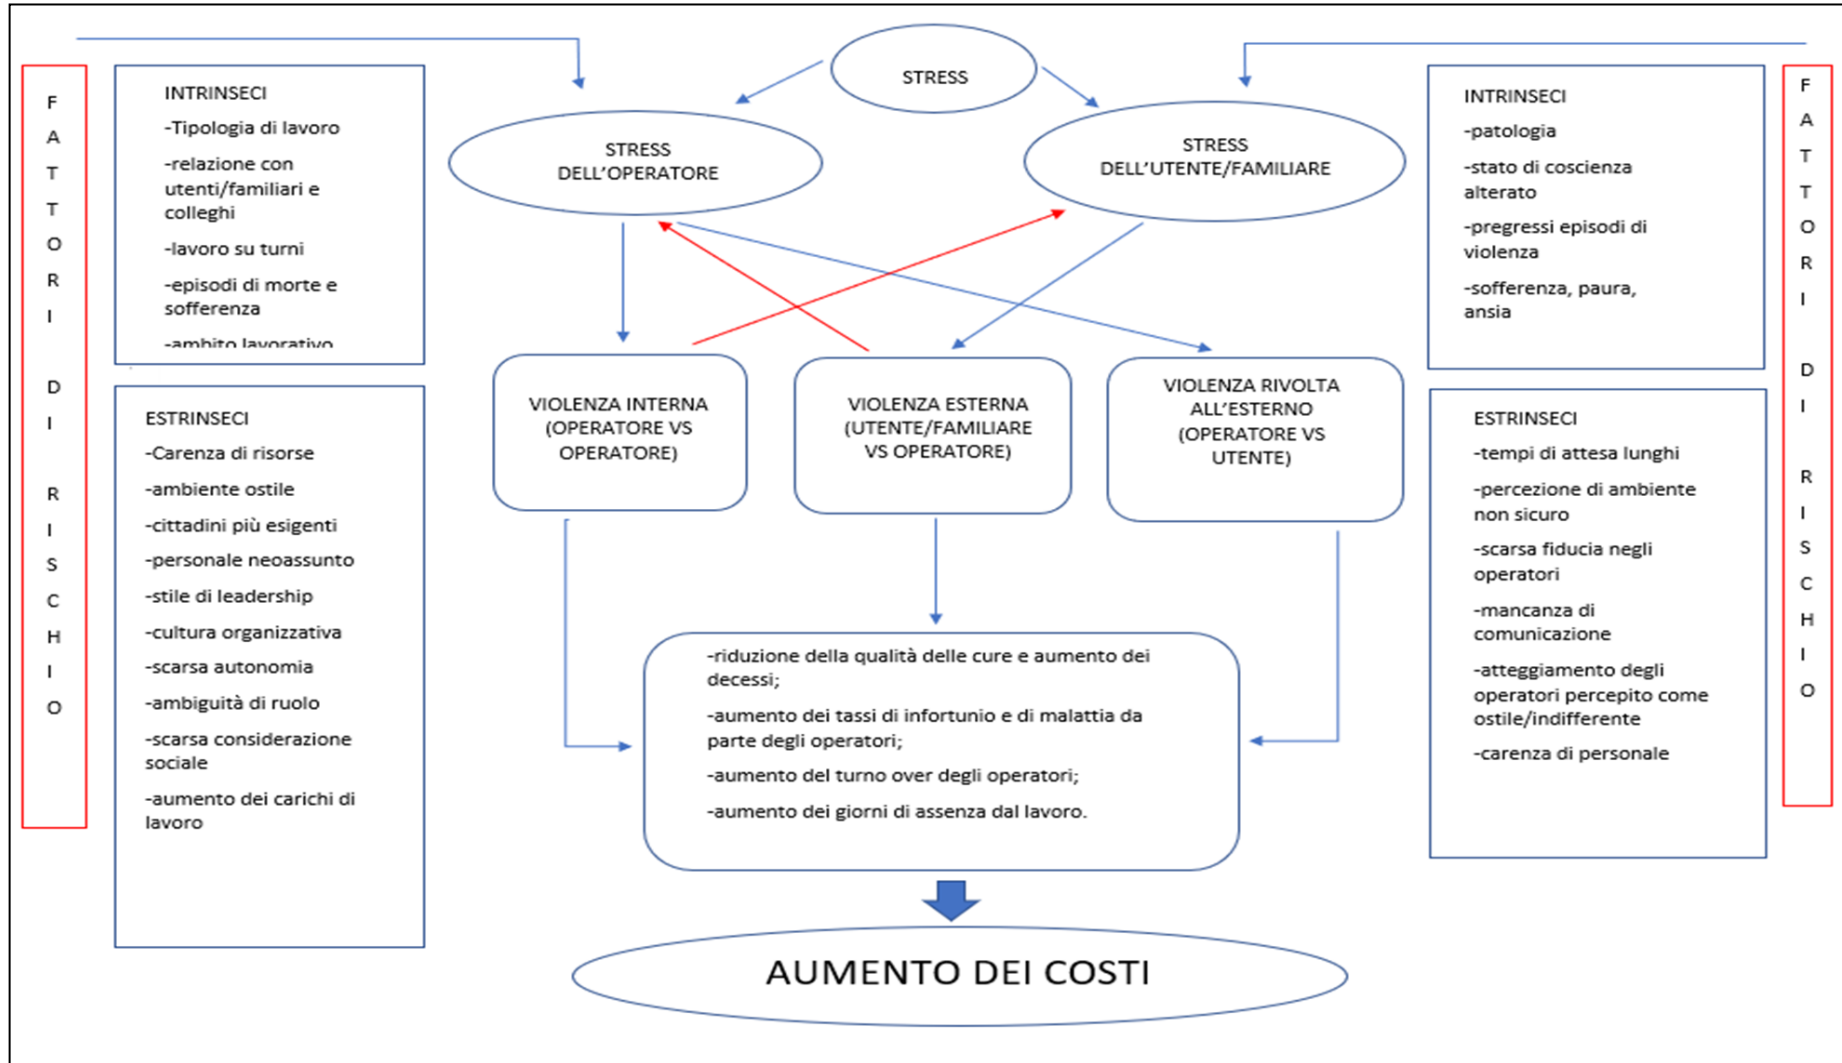 STRESS
STRESS
DELL'OPERATORE
STRESS
DELL'UTENTE/FAMILIARE
F
A
T
T
O
R
I
D
I
R
I
S
C
H
I
O
INTRINSECI
-Tipologia di lavoro
-relazione con
utenti/familiari e
colleghi
-lavoro su turni
-episodi di morte e
sofferenza
-ambito lavorativo
ESTRINSECI
-Carenza di risorse
-ambiente ostile
-cittadini più esigenti
-personale neoassunto
-stile di leadership
-cultura organizzativa
-scarsa autonomia
-ambiguità di ruolo
-scarsa considerazione
sociale
-aumento dei carichi di
lavoro
VIOLENZA INTERNA
(OPERATORE VS
OPERATORE)
VIOLENZA ESTERNA
(UTENTE/FAMILIARE
VS OPERATORE)
VIOLENZA RIVOLTA
ALL'ESTERNO
(OPERATORE VS
UTENTE)
-riduzione della qualità delle cure e aumento dei
decessi;
-aumento dei tassi di infortunio e di malattia da
parte degli operatori;
-aumento del turno over degli operatori;
-aumento dei giorni di assenza dal lavoro.
AUMENTO DEI COSTI
INTRINSECI
-patologia
-stato di coscienza
alterato
-pregressi episodi di
violenza
-sofferenza, paura,
ansia
ESTRINSECI
-tempi di attesa lunghi
-percezione di ambiente
non sicuro
-scarsa fiducia negli
operatori
-mancanza di
comunicazione
-atteggiamento degli
operatori percepito come
ostile/indifferente
-carenza di personale
F
A
T
T
O
R
I
D
I
R
I
S
C
H
I
O